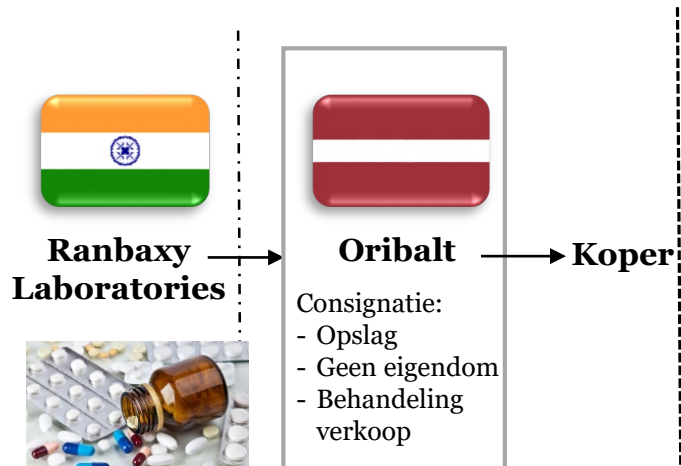 Ranbaxy
Laboratories
Oribalt
Koper
Consignatie:
- Opslag
- Geen eigendom
- Behandeling
verkoop